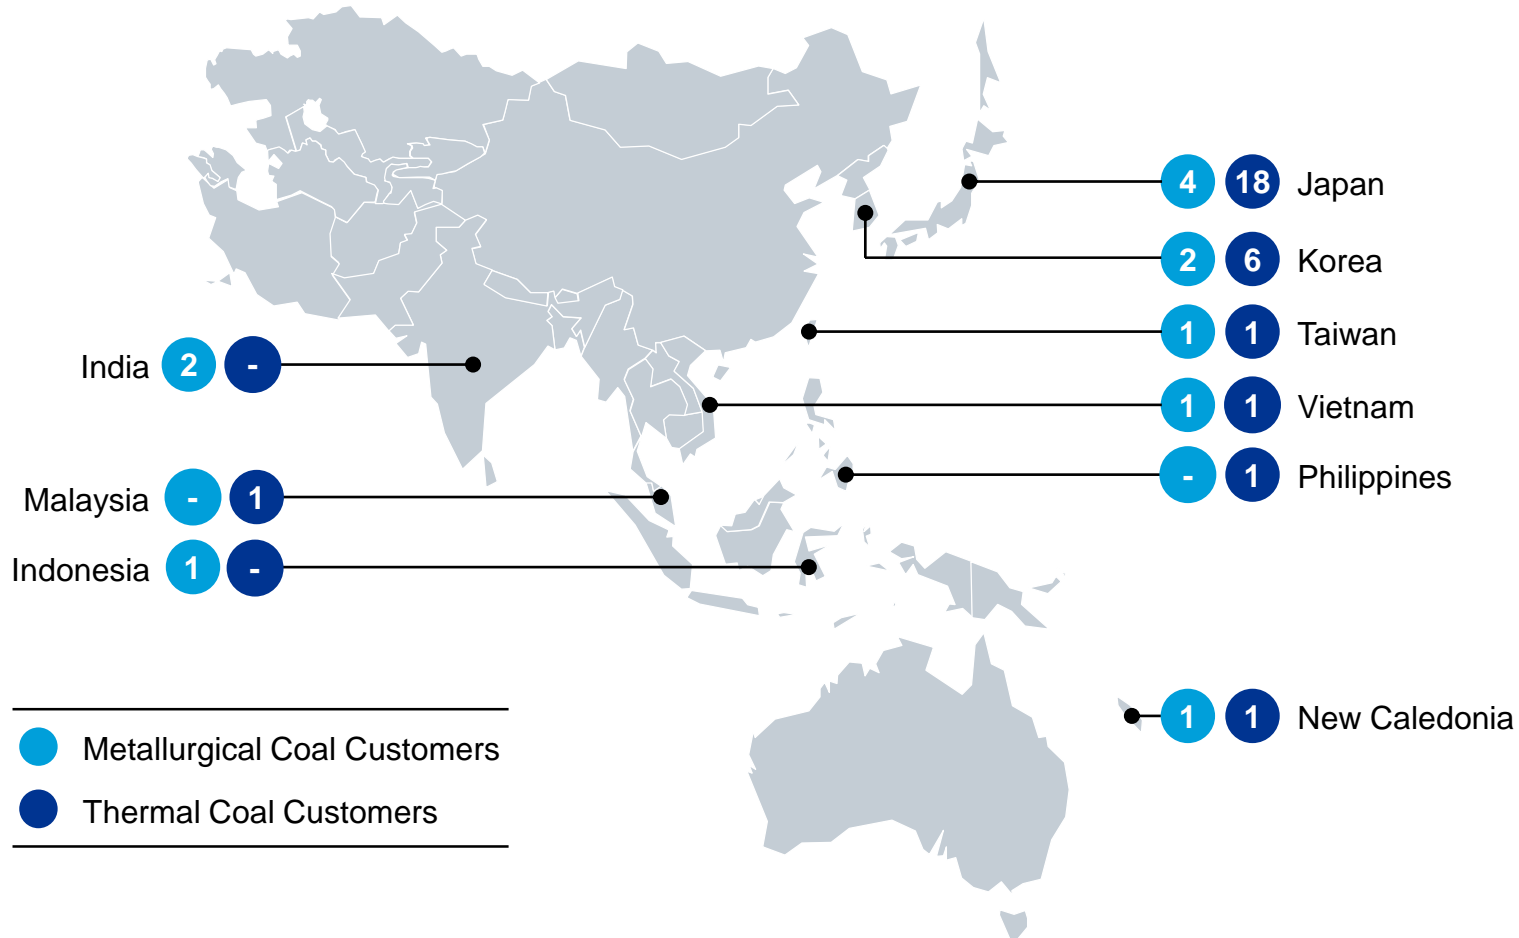 4 18 Japan
2 6 Korea
1 1 Taiwan
India 2 -
1 1 Vietnam
- 1 Philippines
Malaysia - 1
Indonesia 1 -
1 1 New Caledonia
Metallurgical Coal Customers
Thermal Coal Customers